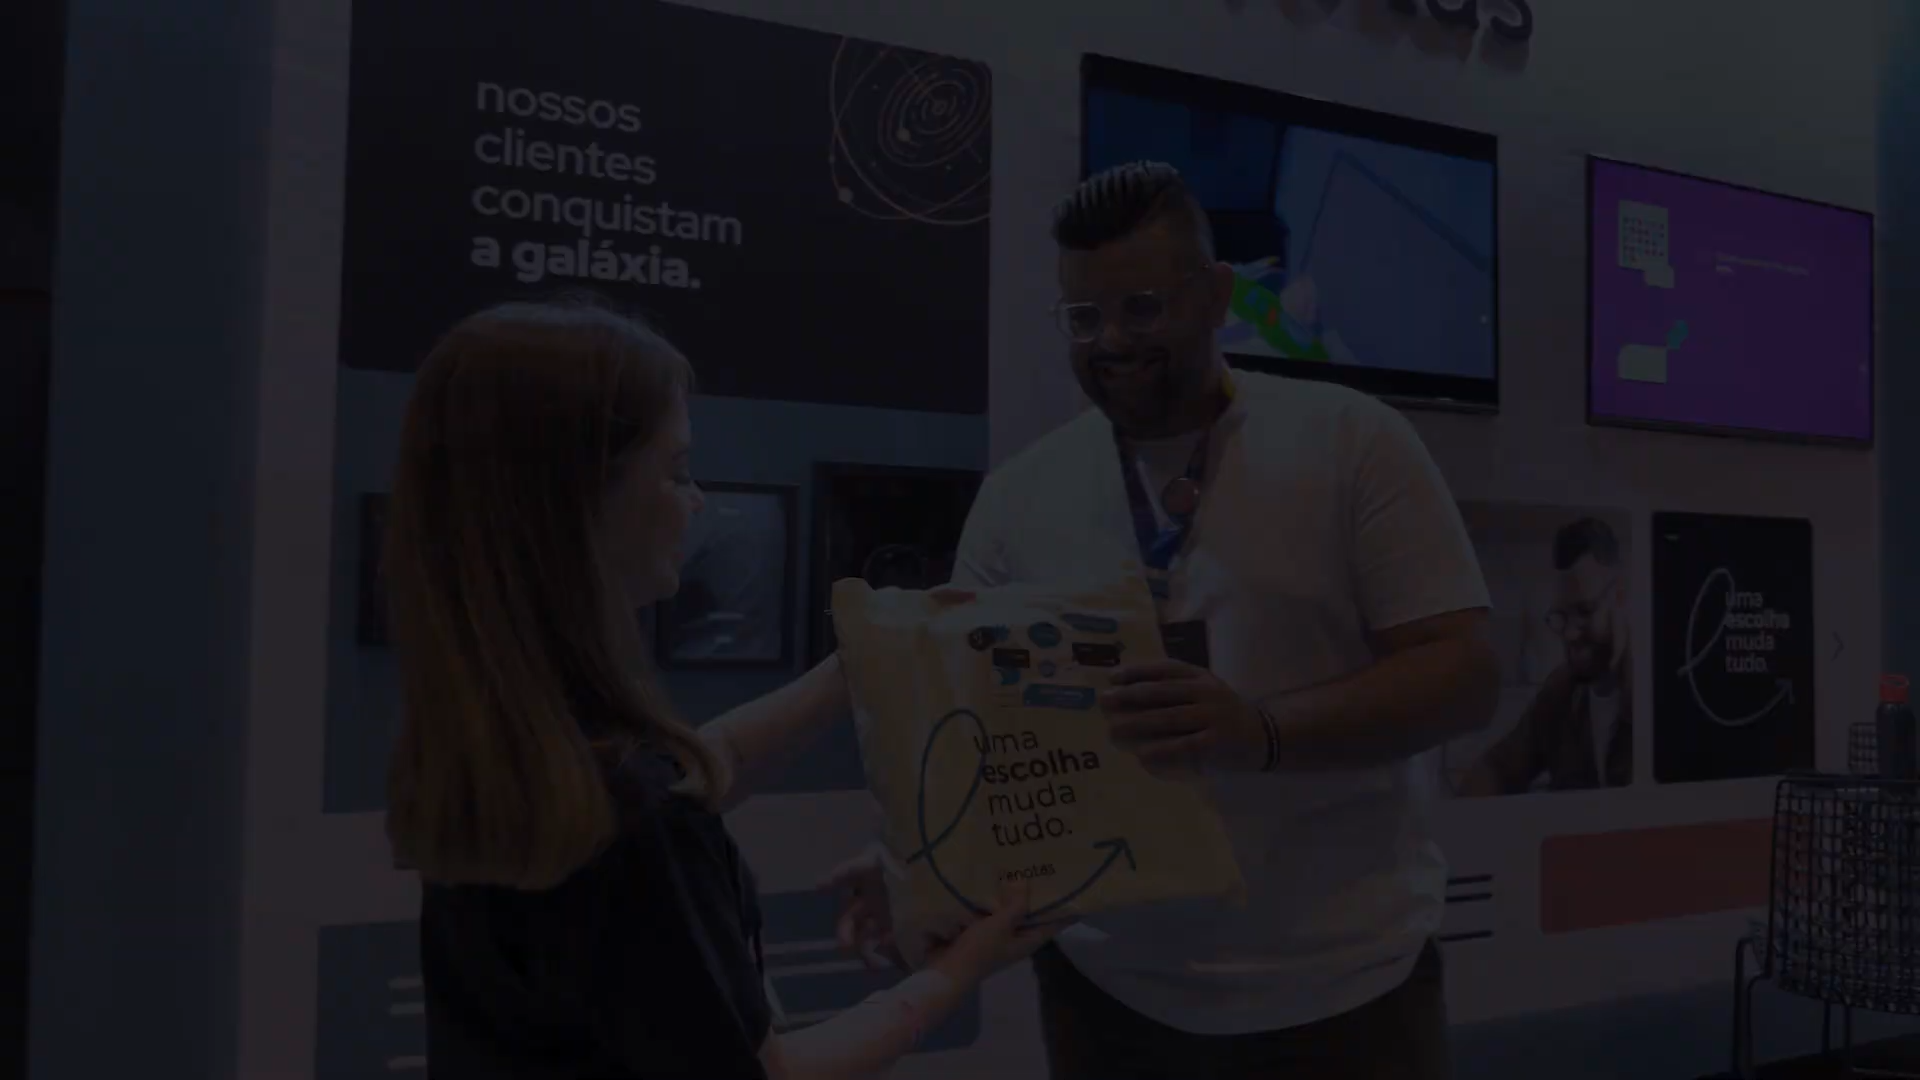 nossos
clientes
conquistam
a galáxia.
uma
escolha
muda
tudo.
uma
escolha
muda
tudo.
enotas